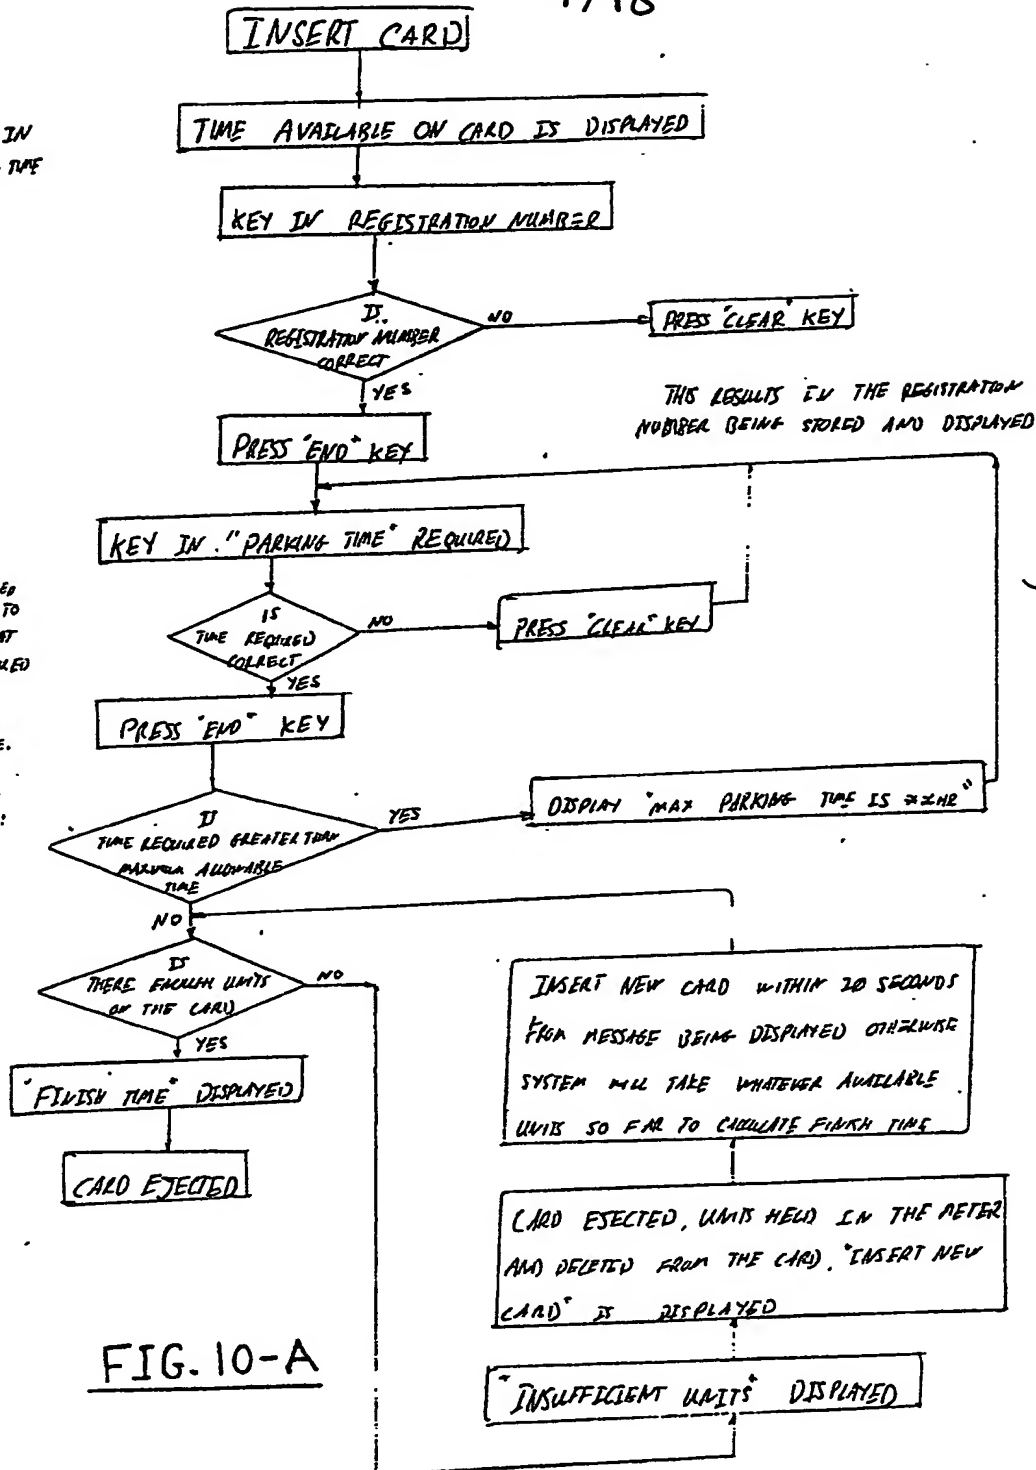 INSERT CARD
TIME AVAILABLE ON CARD IS DISPLAYED
IN
TIME
KEY IN REGISTRATION NUMBER
IS
REGISTRATION NUMBER
CORRECT
NO
PRESS "CLEAR" KEY
YES
THIS RESULTS IN THE REGISTRATION
NUMBER BEING STORED AND DISPLAYED
PRESS "END" KEY
KEY IN "PARKING TIME" REQUIRED
TO
IS
TIME REQUIRED
CORRECT
NO
PRESS "CLEAR" KEY
YES
PRESS "END" KEY
IS
TIME REQUIRED GREATER THAN
MAXIMUM ALLOWABLE
TIME
YES
DISPLAY "MAX PARKING TIME IS XXHR"
NO
IS
THERE ENOUGH UNITS
ON THE CARD
NO
YES
"FINISH TIME" DISPLAYED
CARD EJECTED
INSERT NEW CARD WITHIN 20 SECONDS
FROM MESSAGE BEING DISPLAYED OTHERWISE
SYSTEM WILL TAKE WHATEVER AVAILABLE
UNITS SO FAR TO CALCULATE FINISH TIME
CARD EJECTED, UNITS HELD IN THE METER
AND DELETED FROM THE CARD. "INSERT NEW
CARD" IS DISPLAYED
"INSUFFICIENT UNITS" DISPLAYED
FIG. 10-A